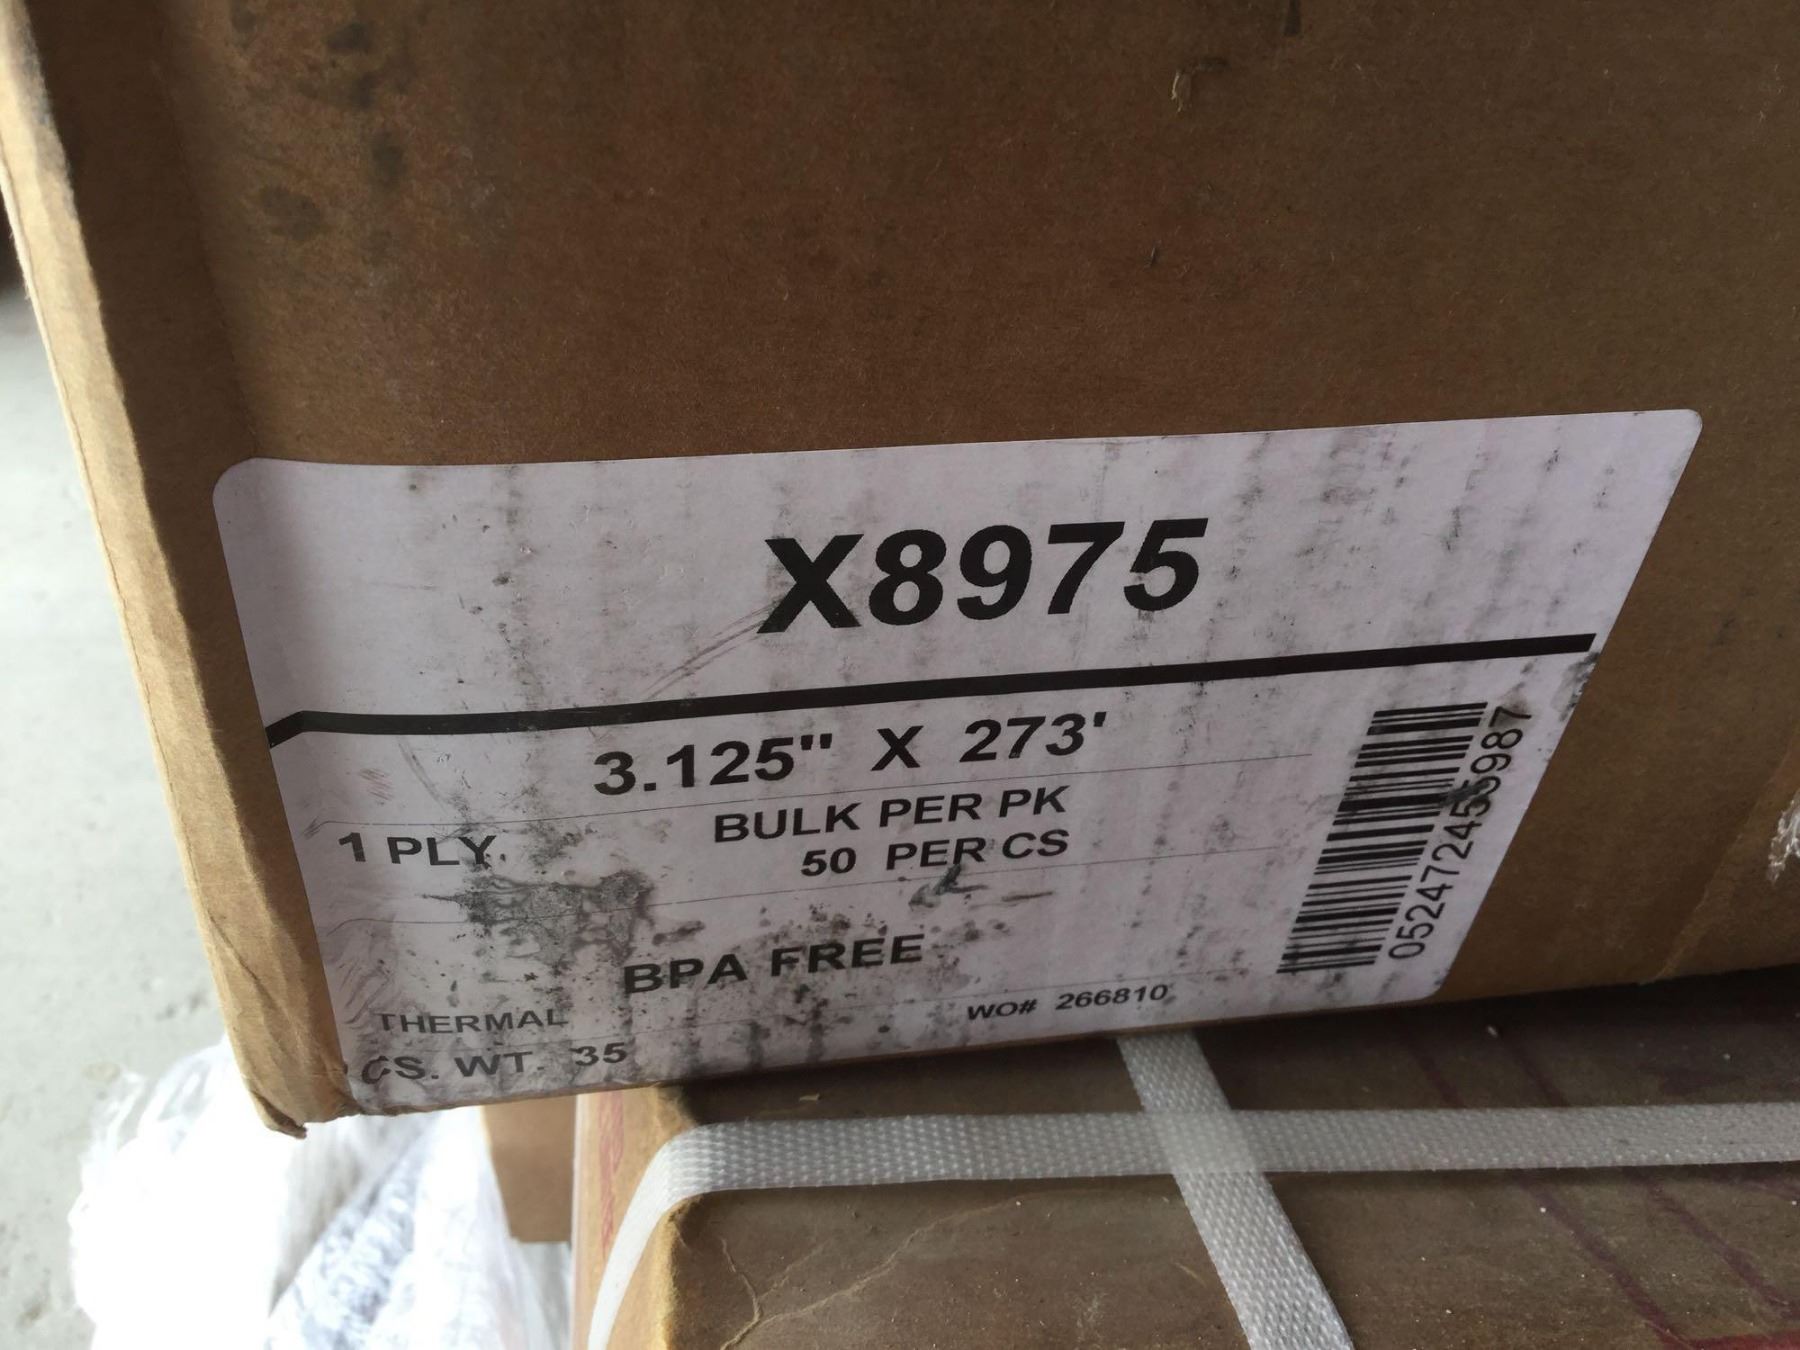 X8975
3.125" X 273'
1 PLY
BULK PER PK
50 PER CS
BPA FREE
THERMAL
WO# 266810
CS. WT. 35
052472455987